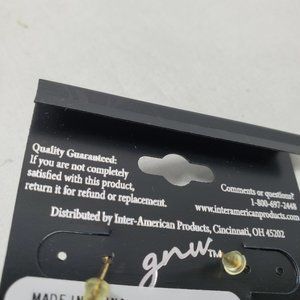 Quality Guaranteed:
If you are not completely
satisfied with this product,
return it for refund or replacement.
Comments or questions?
1-800-697-2448
www.interamericanproducts.com
Distributed by Inter-American Products, Cincinnati, OH 45202
gnw™
MADE IN